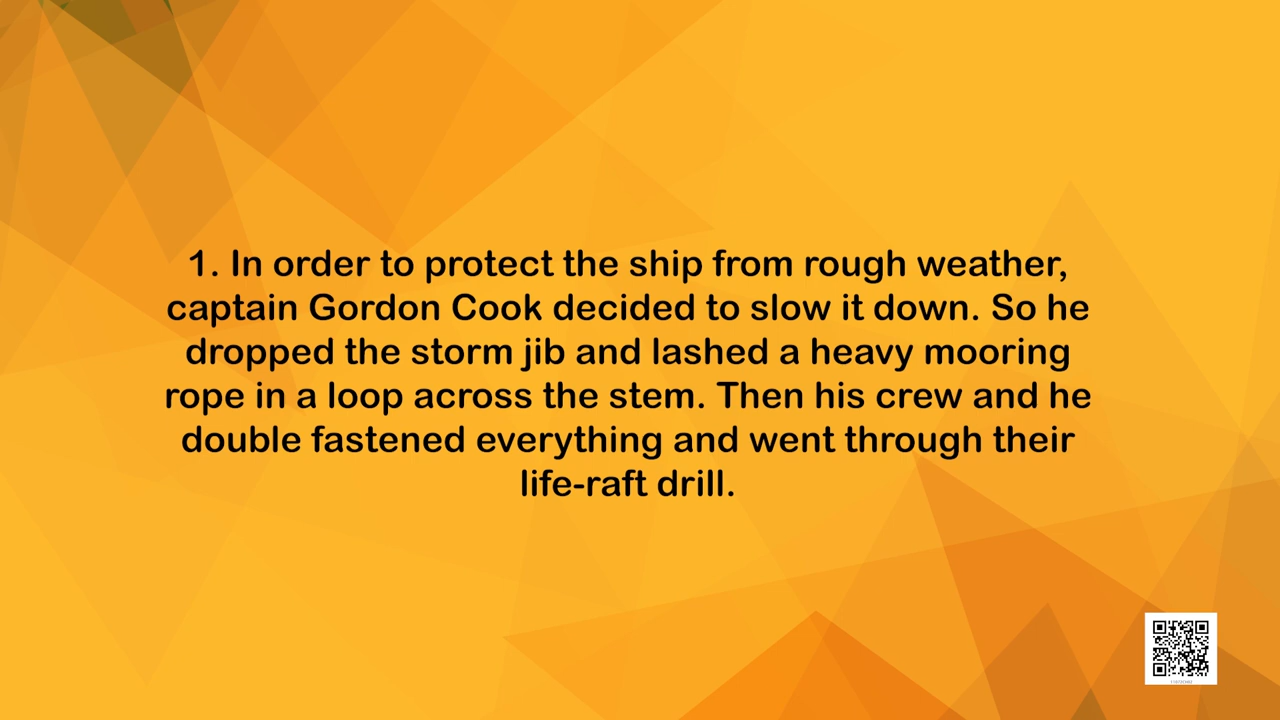 1. In order to protect the ship from rough weather,
captain Gordon Cook decided to slow it down. So he
dropped the storm jib and lashed a heavy mooring
rope in a loop across the stem. Then his crew and he
double fastened everything and went through their
life-raft drill.